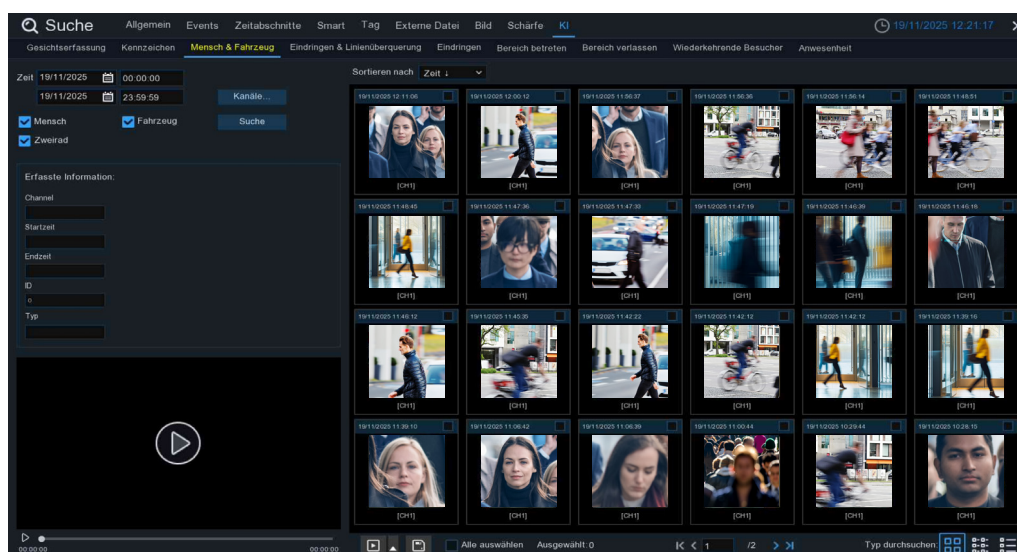 Suche Allgemein Events Zeitabschnitte Smart Tag Externe Datei Bild Schärfe KI 19/11/2025 12:21:17
Gesichtserfassung Kennzeichen Mensch & Fahrzeug Eindringen & Linienüberquerung Eindringen Bereich betreten Bereich verlassen Wiederkehrende Besucher Anwesenheit
Sortieren nach Zeit ↓
Zeit 19/11/2025 00:00:00
19/11/2025 23:59:59 Kanäle...
Mensch Fahrzeug Suche
Zweirad
Erfasste Information:
Channel
Startzeit
Endzeit
ID
0
Typ
19/11/2025 12:11:06 19/11/2025 12:00:12 19/11/2025 11:56:37 19/11/2025 11:56:36 19/11/2025 11:56:14 19/11/2025 11:48:51
[CH1] [CH1] [CH1] [CH1] [CH1] [CH1]
19/11/2025 11:48:45 19/11/2025 11:47:36 19/11/2025 11:47:33 19/11/2025 11:47:19 19/11/2025 11:46:39 19/11/2025 11:46:18
[CH1] [CH1] [CH1] [CH1] [CH1] [CH1]
19/11/2025 11:46:12 19/11/2025 11:45:35 19/11/2025 11:42:22 19/11/2025 11:42:12 19/11/2025 11:42:12 19/11/2025 11:39:16
[CH1] [CH1] [CH1] [CH1] [CH1] [CH1]
19/11/2025 11:39:10 19/11/2025 11:08:42 19/11/2025 11:08:39 19/11/2025 11:00:44 19/11/2025 10:29:44 19/11/2025 10:28:15
[CH1] [CH1] [CH1] [CH1] [CH1] [CH1]
00:00:00 00:00:00
Alle auswählen Ausgewählt: 0 1 /2 Typ durchsuchen: